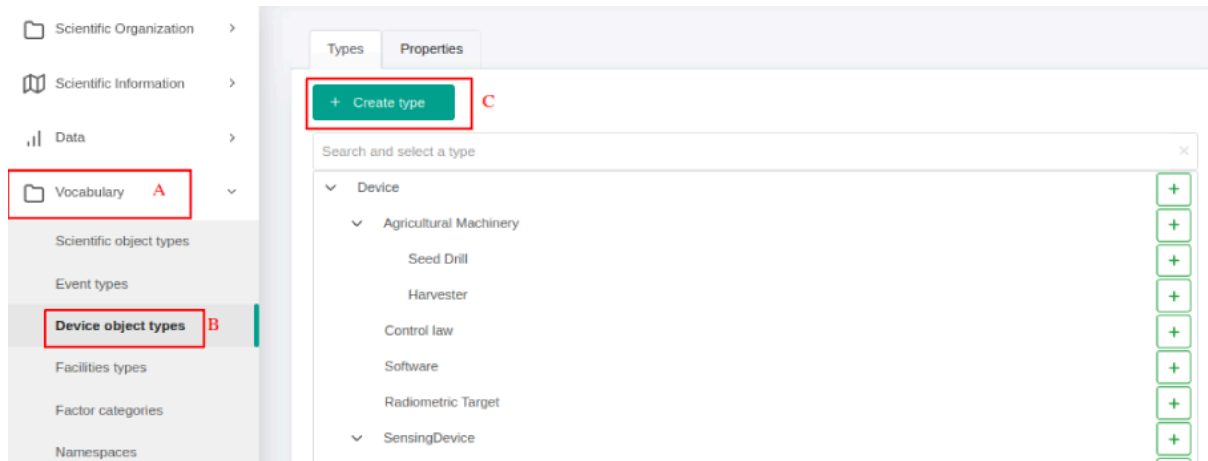 Scientific Organization
Scientific Information
Data
Vocabulary A
Scientific object types
Event types
Device object types B
Facilities types
Factor categories
Namespaces
Types Properties
+ Create type C
Search and select a type
Device
Agricultural Machinery
Seed Drill
Harvester
Control law
Software
Radiometric Target
SensingDevice